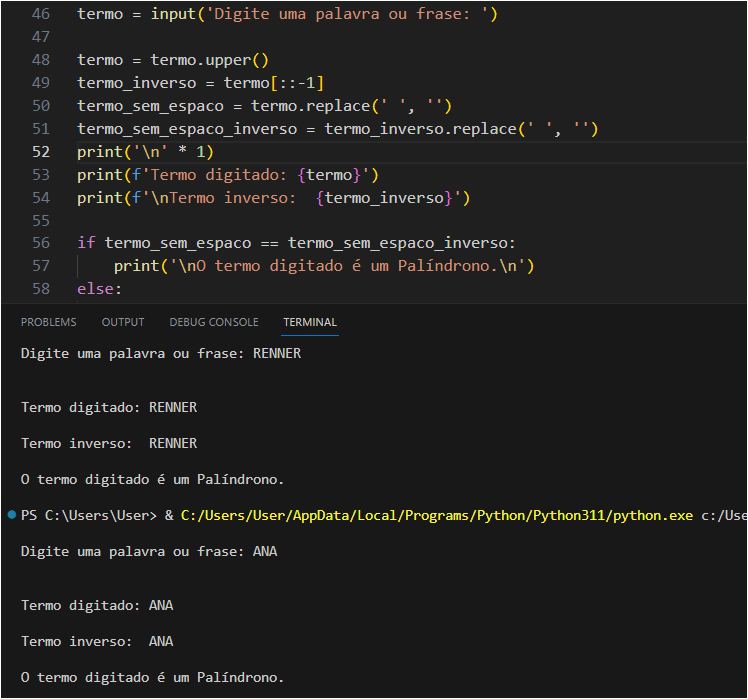 46 termo = input('Digite uma palavra ou frase: ')
47
48 termo = termo.upper()
49 termo_inverso = termo[::-1]
50 termo_sem_espaco = termo.replace(' ', '')
51 termo_sem_espaco_inverso = termo_inverso.replace(' ', '')
52 print('\n' * 1)
53 print(f'Termo digitado: {termo}')
54 print(f'\nTermo inverso:  {termo_inverso}')
55
56 if termo_sem_espaco == termo_sem_espaco_inverso:
57     print('\nO termo digitado é um Palíndrono.\n')
58 else:
PROBLEMS OUTPUT DEBUG CONSOLE TERMINAL
Digite uma palavra ou frase: RENNER
Termo digitado: RENNER
Termo inverso:  RENNER
O termo digitado é um Palíndrono.
PS C:\Users\User> & C:/Users/User/AppData/Local/Programs/Python/Python311/python.exe c:/Use
Digite uma palavra ou frase: ANA
Termo digitado: ANA
Termo inverso:  ANA
O termo digitado é um Palíndrono.